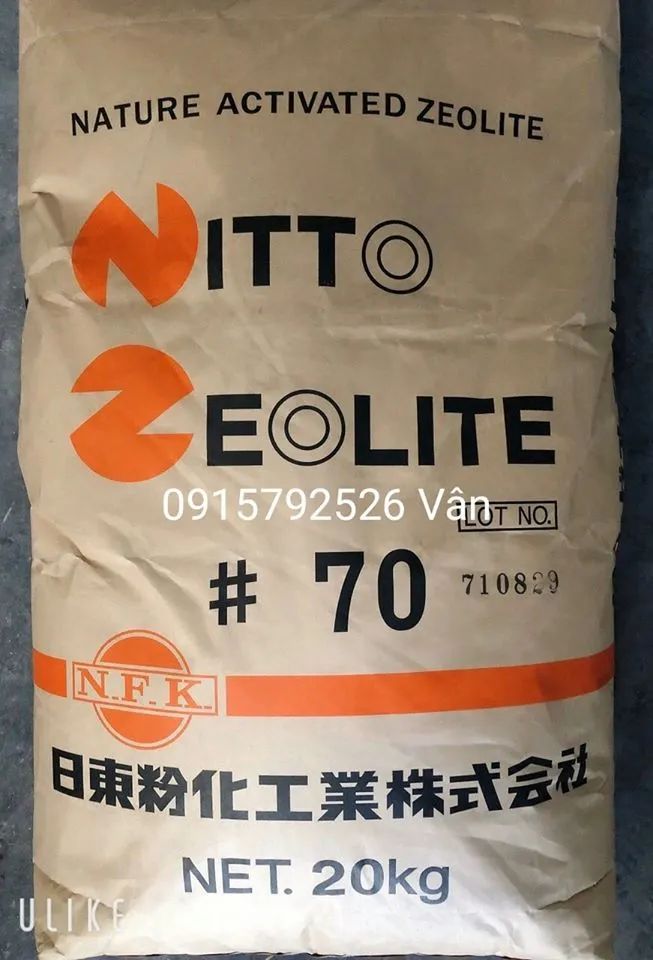 NATURE ACTIVATED ZEOLITE
NITTO
ZEOLITE
0915792526 Vân
LOT NO.
# 70
710829
N.F.K.
日東粉化工業株式会社
NET. 20kg
ULIKE